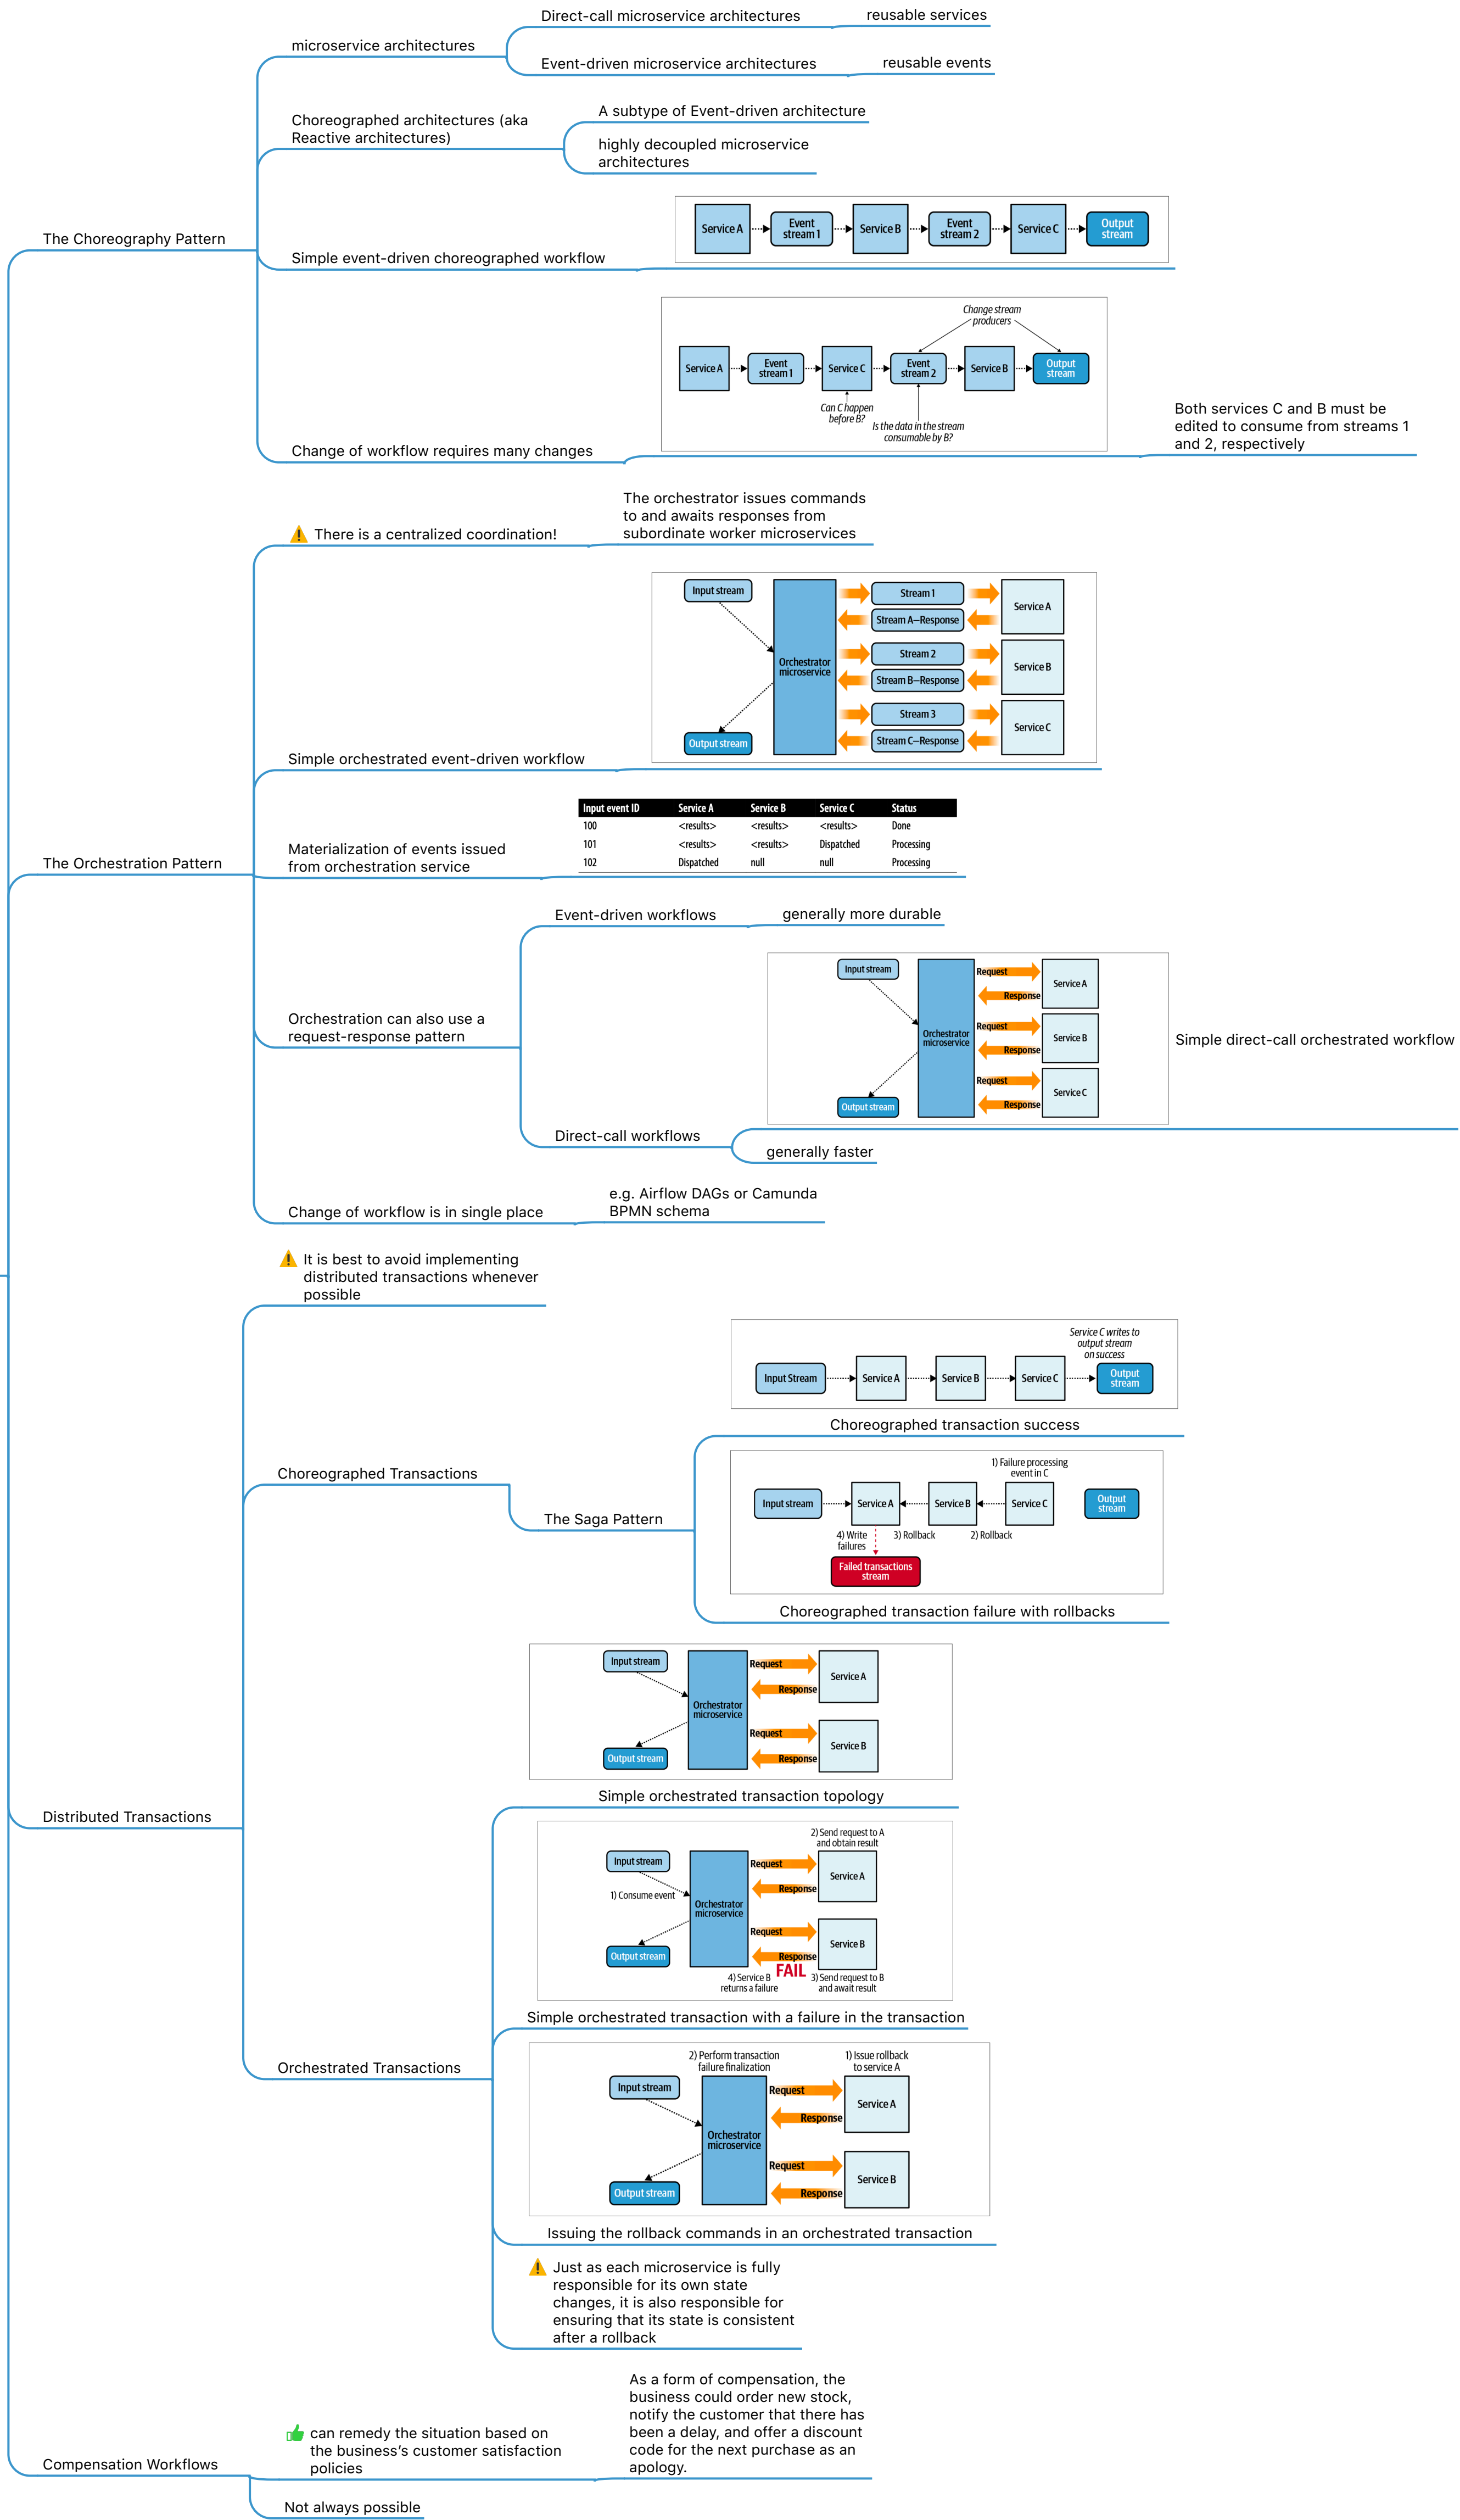 The Choreography Pattern
microservice architectures
Direct-call microservice architectures
reusable services
Event-driven microservice architectures
reusable events
Choreographed architectures (aka
Reactive architectures)
A subtype of Event-driven architecture
highly decoupled microservice
architectures
Simple event-driven choreographed workflow
Service A
Event
stream 1
Service B
Event
stream 2
Service C
Output
stream
Change of workflow requires many changes
Change stream
producers
Service A
Event
stream 1
Service C
Event
stream 2
Service B
Output
stream
Can C happen
before B?
Is the data in the stream
consumable by B?
Both services C and B must be
edited to consume from streams 1
and 2, respectively
The Orchestration Pattern
There is a centralized coordination!
The orchestrator issues commands
to and awaits responses from
subordinate worker microservices
Simple orchestrated event-driven workflow
Input stream
Orchestrator
microservice
Output stream
Stream 1
Stream A—Response
Service A
Stream 2
Stream B—Response
Service B
Stream 3
Stream C—Response
Service C
Materialization of events issued
from orchestration service
Input event ID Service A Service B Service C Status
100 <results> <results> <results> Done
101 <results> <results> Dispatched Processing
102 Dispatched null null Processing
Orchestration can also use a
request-response pattern
Event-driven workflows
generally more durable
Direct-call workflows
Input stream
Orchestrator
microservice
Output stream
Request
Response
Service A
Request
Response
Service B
Request
Response
Service C
Simple direct-call orchestrated workflow
generally faster
Change of workflow is in single place
e.g. Airflow DAGs or Camunda
BPMN schema
Distributed Transactions
It is best to avoid implementing
distributed transactions whenever
possible
Choreographed Transactions
The Saga Pattern
Input Stream
Service A
Service B
Service C
Service C writes to
output stream
on success
Output
stream
Choreographed transaction success
1) Failure processing
event in C
Input stream
Service A
Service B
Service C
Output
stream
4) Write
failures
3) Rollback
2) Rollback
Failed transactions
stream
Choreographed transaction failure with rollbacks
Orchestrated Transactions
Input stream
Orchestrator
microservice
Output stream
Request
Response
Service A
Request
Response
Service B
Simple orchestrated transaction topology
2) Send request to A
and obtain result
Input stream
1) Consume event
Orchestrator
microservice
Output stream
Request
Response
Service A
Request
Response
Service B
FAIL
4) Service B
returns a failure
3) Send request to B
and await result
Simple orchestrated transaction with a failure in the transaction
2) Perform transaction
failure finalization
1) Issue rollback
to service A
Input stream
Orchestrator
microservice
Output stream
Request
Response
Service A
Request
Response
Service B
Issuing the rollback commands in an orchestrated transaction
Just as each microservice is fully
responsible for its own state
changes, it is also responsible for
ensuring that its state is consistent
after a rollback
Compensation Workflows
can remedy the situation based on
the business's customer satisfaction
policies
As a form of compensation, the
business could order new stock,
notify the customer that there has
been a delay, and offer a discount
code for the next purchase as an
apology.
Not always possible